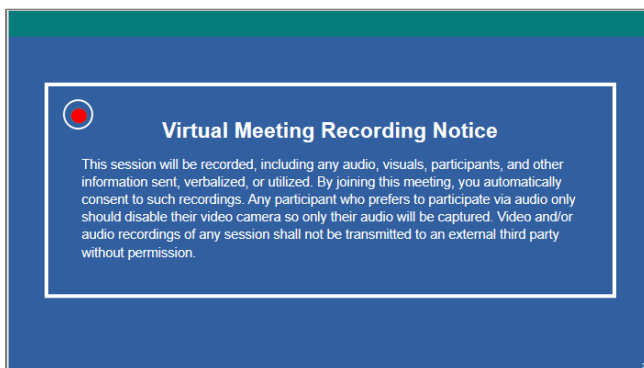 Virtual Meeting Recording Notice
This session will be recorded, including any audio, visuals, participants, and other
information sent, verbalized, or utilized. By joining this meeting, you automatically
consent to such recordings. Any participant who prefers to participate via audio only
should disable their video camera so only their audio will be captured. Video and/or
audio recordings of any session shall not be transmitted to an external third party
without permission.